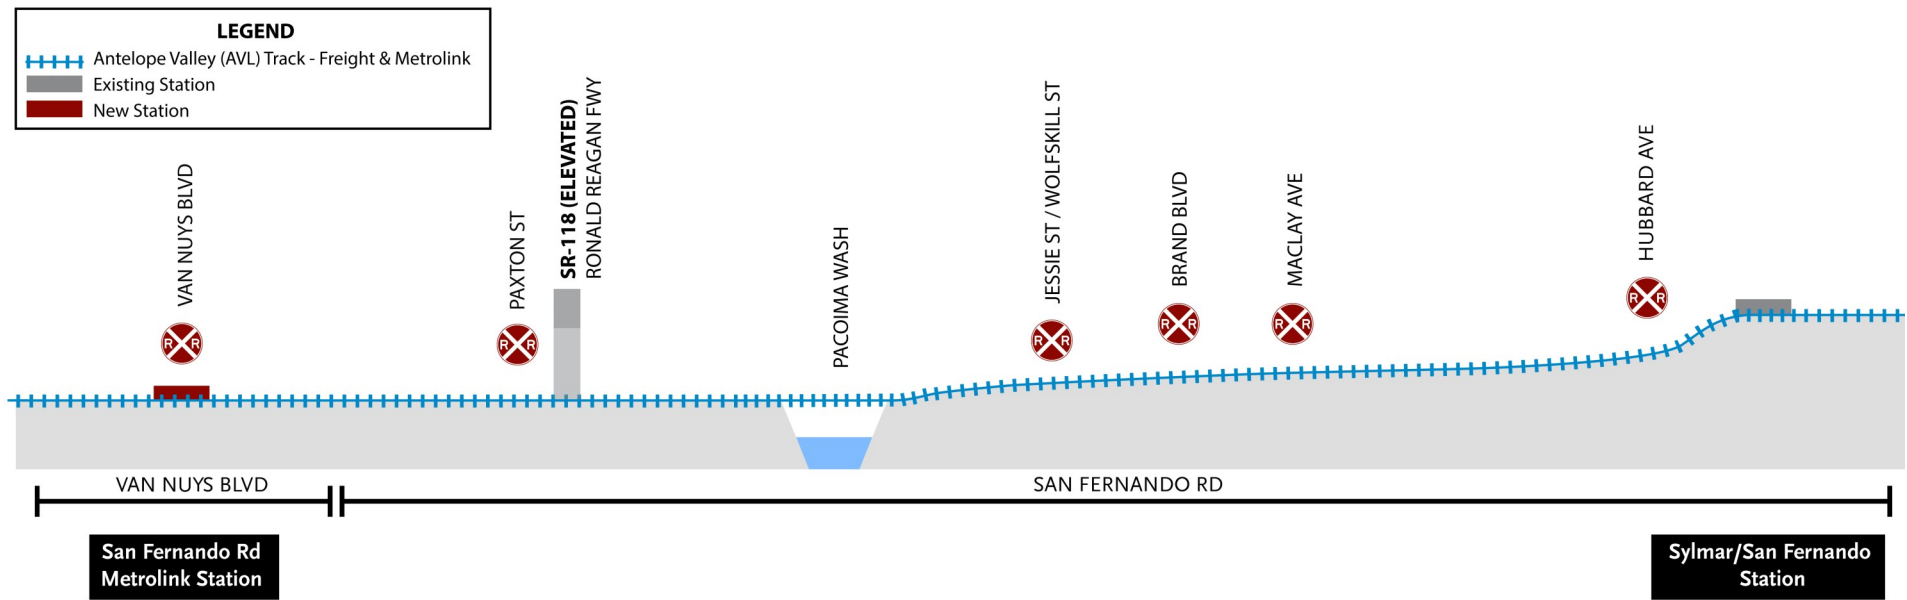 LEGEND
Antelope Valley (AVL) Track - Freight & Metrolink
Existing Station
New Station
VAN NUYS BLVD
R R
PAXTON ST
R R
SR-118 (ELEVATED)
RONALD REAGAN FWY
PACOIMA WASH
JESSIE ST / WOLFSKILL ST
R R
BRAND BLVD
R R
MACLAY AVE
R R
HUBBARD AVE
R R
VAN NUYS BLVD
SAN FERNANDO RD
San Fernando Rd
Metrolink Station
Sylmar/San Fernando
Station